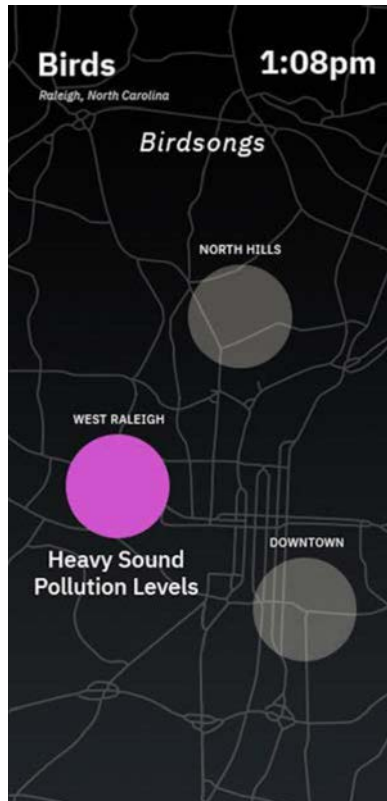 Birds
1:08pm
Raleigh, North Carolina
Birdsongs
NORTH HILLS
WEST RALEIGH
Heavy Sound
Pollution Levels
DOWNTOWN